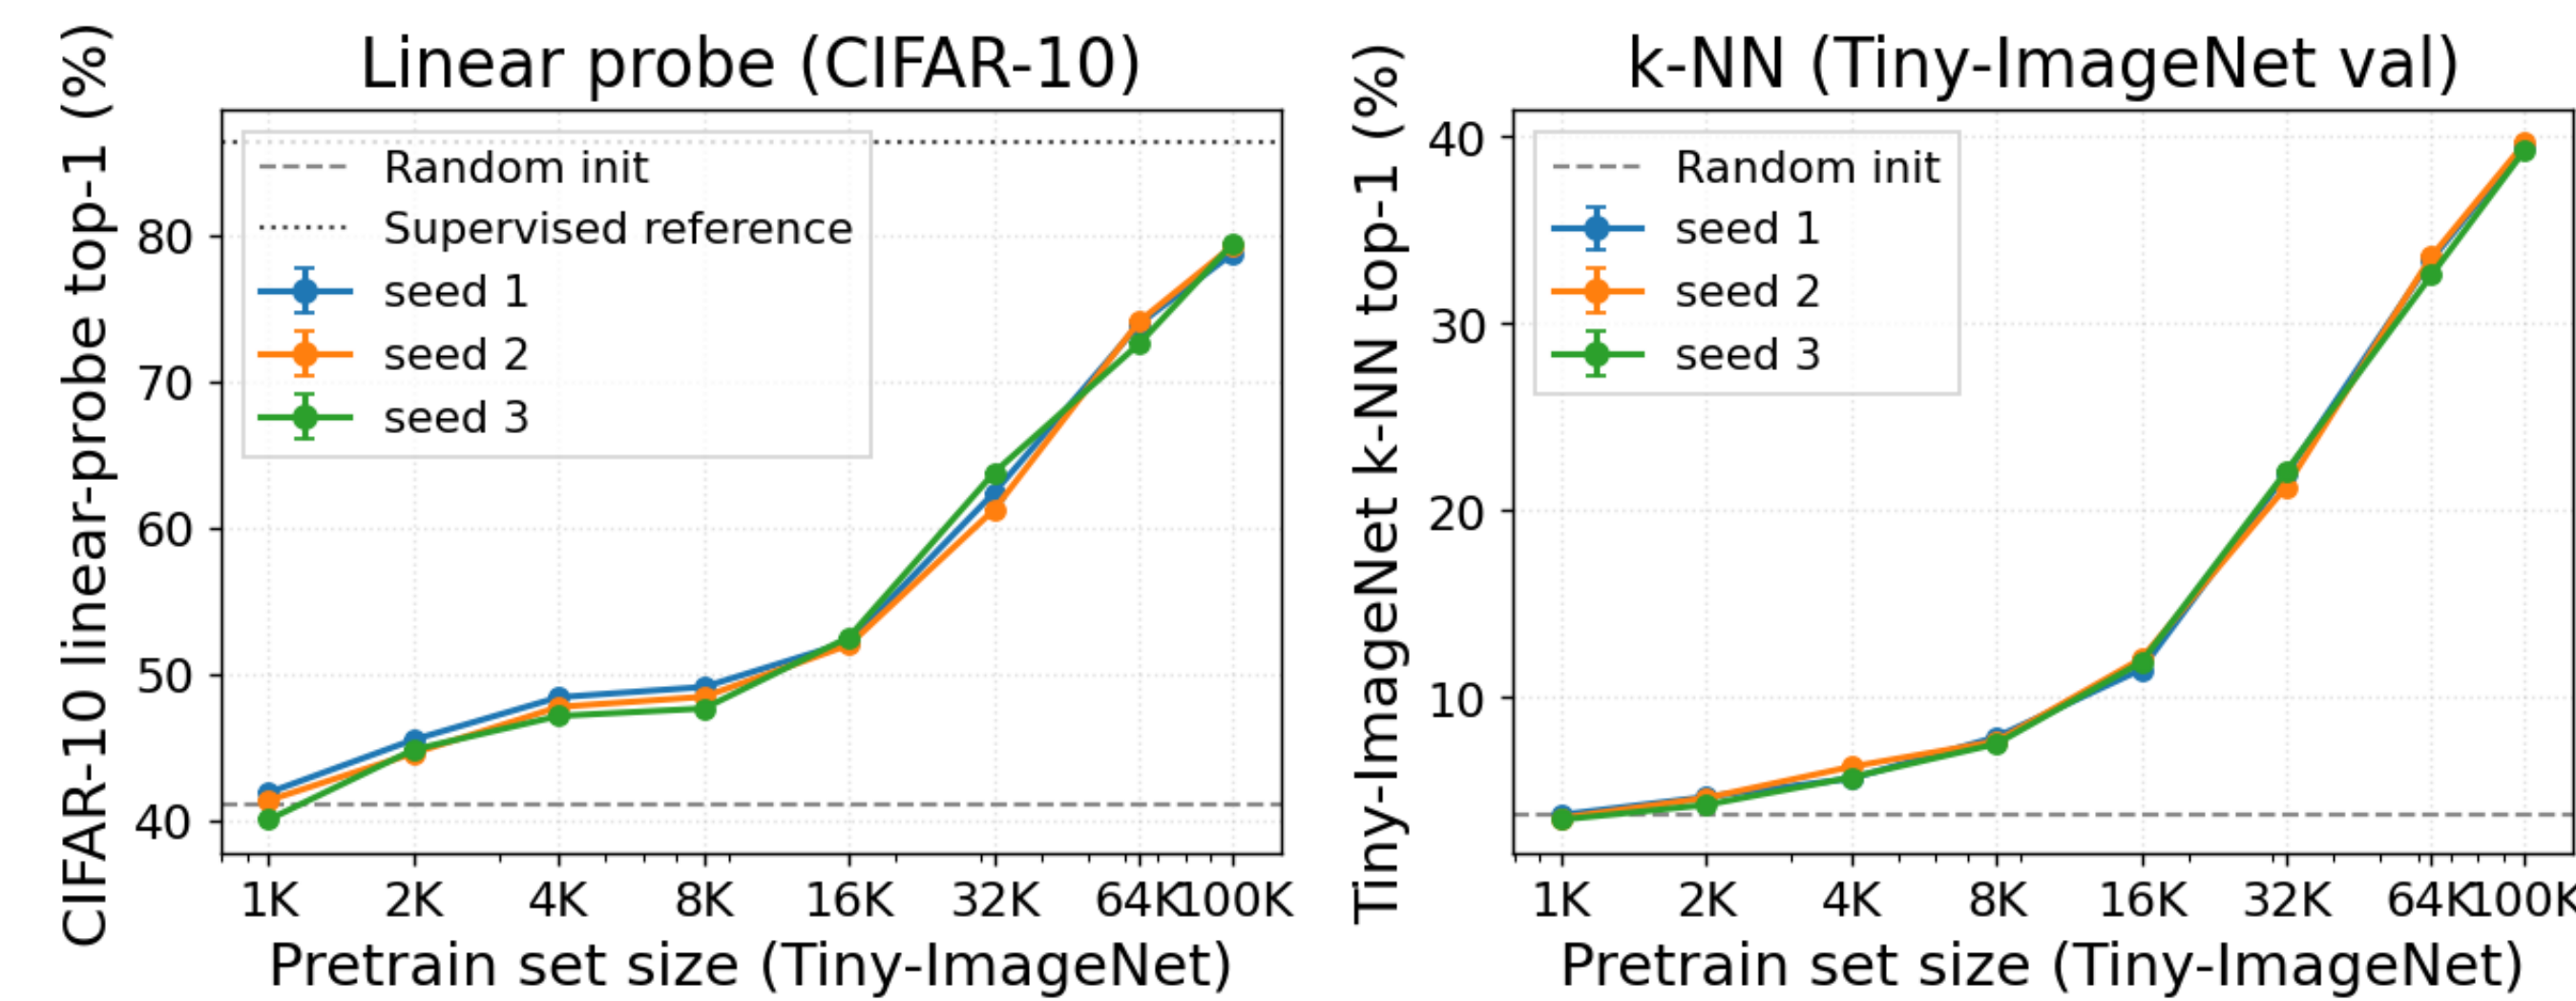 Linear probe (CIFAR-10)
CIFAR-10 linear-probe top-1 (%)
80
70
60
50
40
Random init
Supervised reference
seed 1
seed 2
seed 3
1K 2K 4K 8K 16K 32K 64K 100K
Pretrain set size (Tiny-ImageNet)
k-NN (Tiny-ImageNet val)
Tiny-ImageNet k-NN top-1 (%)
40
30
20
10
Random init
seed 1
seed 2
seed 3
1K 2K 4K 8K 16K 32K 64K 100K
Pretrain set size (Tiny-ImageNet)